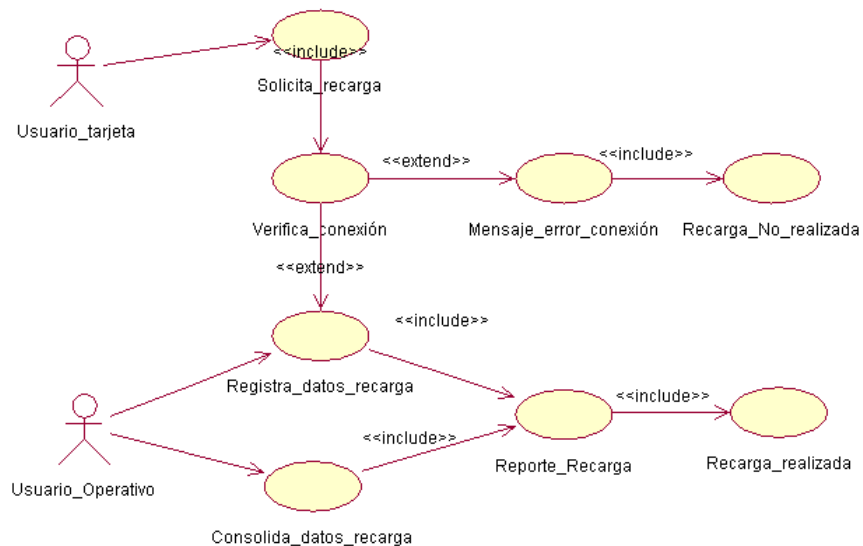 <<include>>
Solicita_recarga
Usuario_tarjeta
<<extend>>
<<include>>
Verifica_conexión
Mensaje_error_conexión
Recarga_No_realizada
<<extend>>
<<include>>
Registra_datos_recarga
<<include>>
<<include>>
Usuario_Operativo
Reporte_Recarga
Recarga_realizada
Consolida_datos_recarga